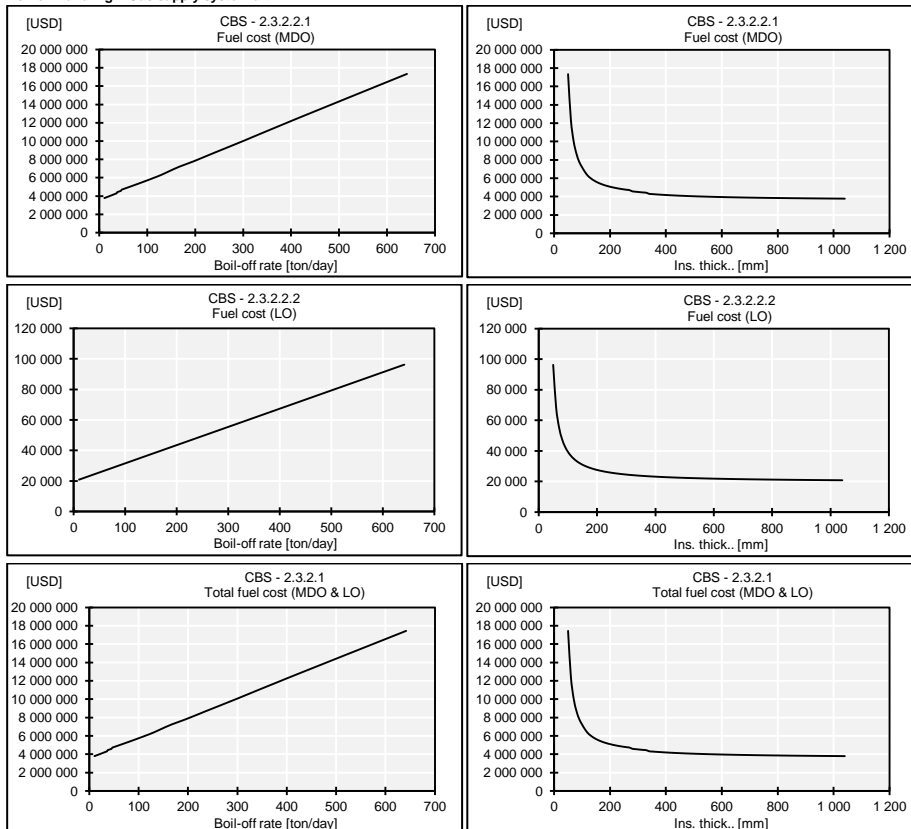 [USD]
CBS - 2.3.2.2.1
Fuel cost (MDO)
20 000 000
18 000 000
16 000 000
14 000 000
12 000 000
10 000 000
8 000 000
6 000 000
4 000 000
2 000 000
0
0 100 200 300 400 500 600 700
Boil-off rate [ton/day]
[USD]
CBS - 2.3.2.2.1
Fuel cost (MDO)
20 000 000
18 000 000
16 000 000
14 000 000
12 000 000
10 000 000
8 000 000
6 000 000
4 000 000
2 000 000
0
0 200 400 600 800 1 000 1 200
Ins. thick.. [mm]
[USD]
CBS - 2.3.2.2.2
Fuel cost (LO)
120 000
100 000
80 000
60 000
40 000
20 000
0
0 100 200 300 400 500 600 700
Boil-off rate [ton/day]
[USD]
CBS - 2.3.2.2.2
Fuel cost (LO)
120 000
100 000
80 000
60 000
40 000
20 000
0
0 200 400 600 800 1 000 1 200
Ins. thick.. [mm]
[USD]
CBS - 2.3.2.1
Total fuel cost (MDO & LO)
20 000 000
18 000 000
16 000 000
14 000 000
12 000 000
10 000 000
8 000 000
6 000 000
4 000 000
2 000 000
0
0 100 200 300 400 500 600 700
Boil-off rate [ton/day]
[USD]
CBS - 2.3.2.1
Total fuel cost (MDO & LO)
20 000 000
18 000 000
16 000 000
14 000 000
12 000 000
10 000 000
8 000 000
6 000 000
4 000 000
2 000 000
0
0 200 400 600 800 1 000 1 200
Ins. thick.. [mm]